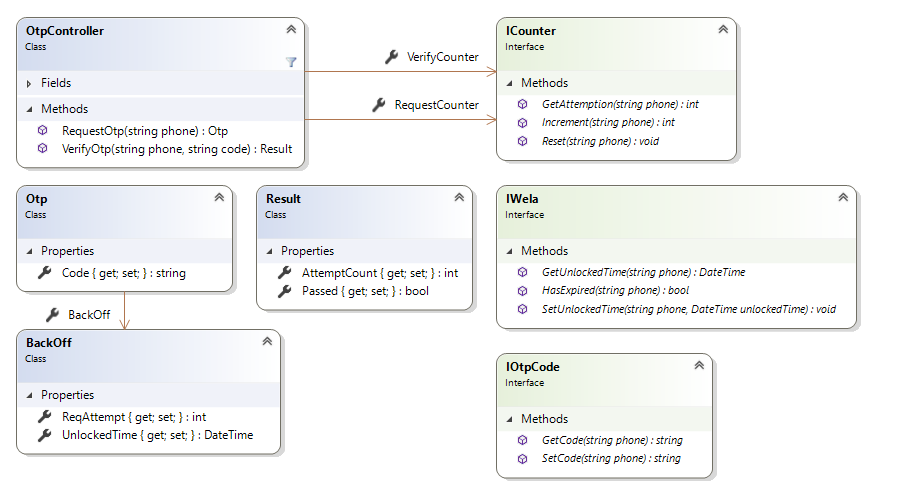 OtpController
Class
Fields
Methods
RequestOtp(string phone) : Otp
VerifyOtp(string phone, string code) : Result
VerifyCounter
RequestCounter
ICounter
Interface
Methods
GetAttemption(string phone) : int
Increment(string phone) : int
Reset(string phone) : void
Otp
Class
Properties
Code { get; set; } : string
BackOff
Result
Class
Properties
AttemptCount { get; set; } : int
Passed { get; set; } : bool
IWela
Interface
Methods
GetUnlockedTime(string phone) : DateTime
HasExpired(string phone) : bool
SetUnlockedTime(string phone, DateTime unlockedTime) : void
BackOff
Class
Properties
ReqAttempt { get; set; } : int
UnlockedTime { get; set; } : DateTime
IOtpCode
Interface
Methods
GetCode(string phone) : string
SetCode(string phone) : string